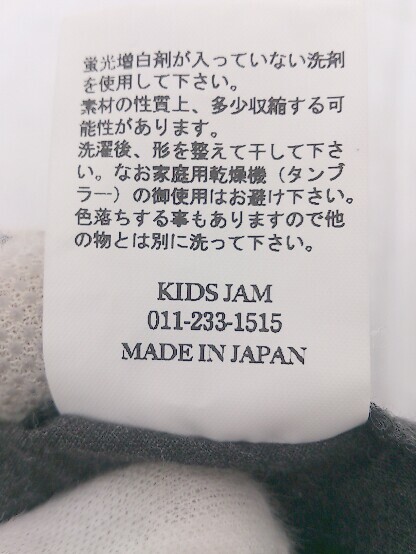 蛍光増白剤が入っていない洗剤
を使用して下さい。
素材の性質上、多少収縮する可
能性があります。
洗濯後、形を整えて干して下さ
い。なお家庭用乾燥機（タンブ
ラー）の御使用はお避け下さい。
色落ちする事もありますので他
の物とは別に洗って下さい。
KIDS JAM
011-233-1515
MADE IN JAPAN